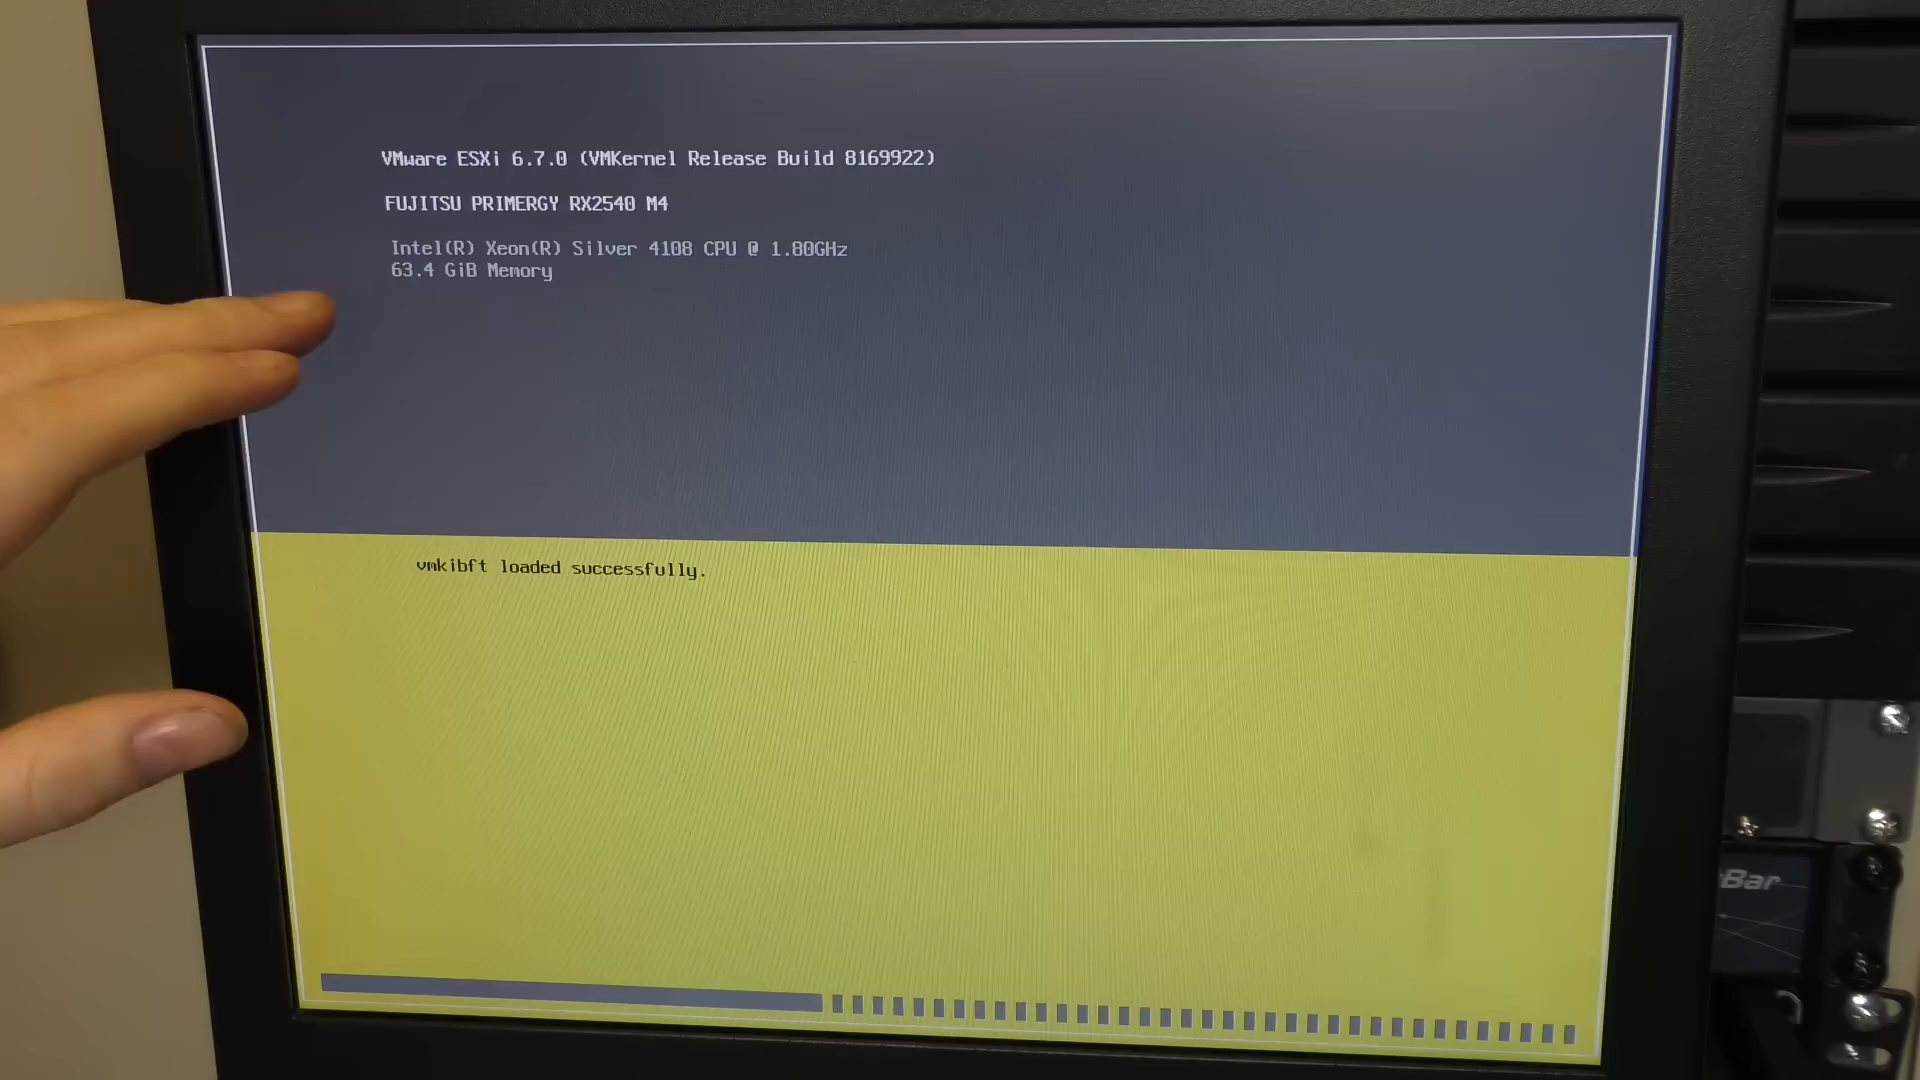 VMware ESXi 6.7.0 (VMKernel Release Build 8169922)
FUJITSU PRIMERGY RX2540 M4
Intel(R) Xeon(R) Silver 4108 CPU @ 1.80GHz
63.4 GiB Memory
vmkibft loaded successfully.
Bar